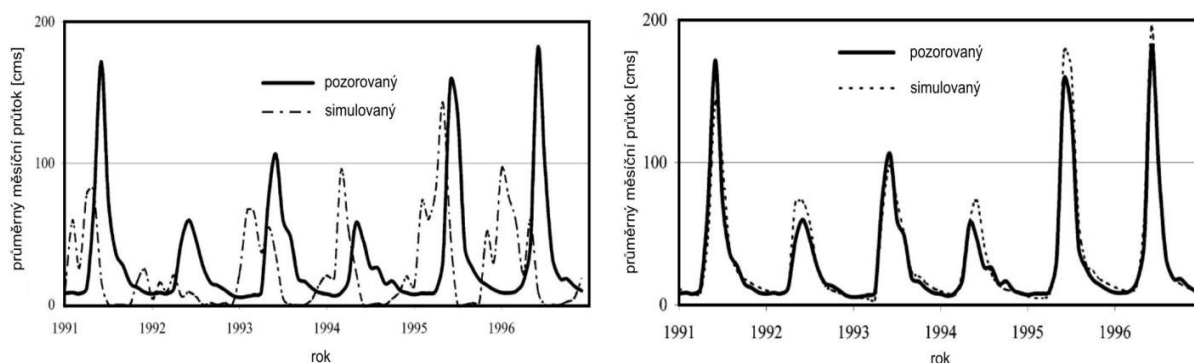 průměrný měsíční průtok [cms]
200
100
0
pozorovaný
simulovaný
1991
1992
1993
1994
1995
1996
rok
průměrný měsíční průtok [cms]
200
100
0
pozorovaný
simulovaný
1991
1992
1993
1994
1995
1996
rok